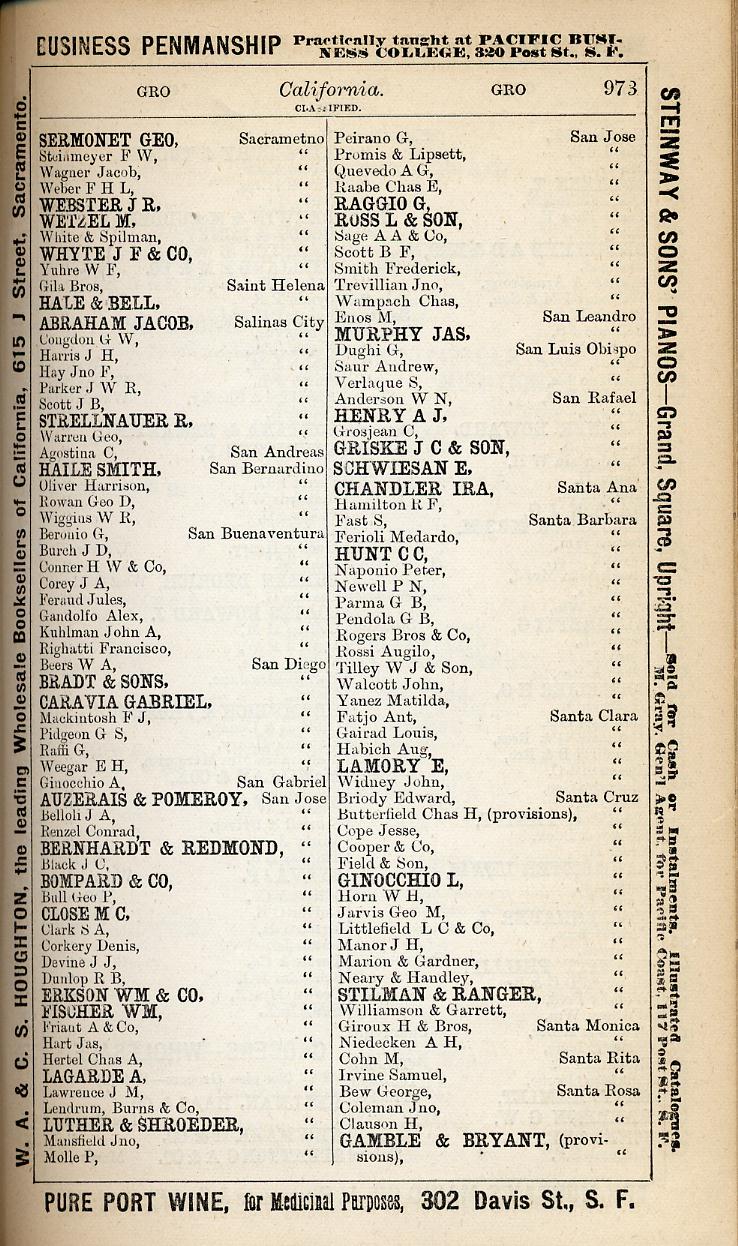 BUSINESS PENMANSHIP Practically taught at PACIFIC BUSI-
NESS COLLEGE, 320 Post St., S. F.
GRO California. GRO 973
CLASSIFIED.
SERMONET GEO, Sacrametno
Steinmeyer F W, “
Wagner Jacob, “
Weber F H L, “
WEBSTER J R, “
WETZEL M, “
White & Spilman, “
WHYTE J F & CO, “
Yuhre W F, “
Gila Bros, Saint Helena
HALE & BELL, “
ABRAHAM JACOB, Salinas City
Congdon G W, “
Harris J H, “
Hay Jno F, “
Parker J W R, “
Scott J B, “
STRELLNAUER R, “
Warren Geo, “
Agostina C, San Andreas
HAILE SMITH, San Bernardino
Oliver Harrison, “
Rowan Geo D, “
Wiggins W R, “
Beronio G, San Buenaventura
Burch J D, “
Conner H W & Co, “
Corey J A, “
Feraud Jules, “
Gandolfo Alex, “
Kuhlman John A, “
Righatti Francisco, “
Beers W A, San Diego
BRADT & SONS, “
CARAVIA GABRIEL, “
Mackintosh F J, “
Pidgeon G S, “
Raffi G, “
Weegar E H, “
Ginocchio A, San Gabriel
AUZERAIS & POMEROY, San Jose
Belloli J A, “
Renzel Conrad, “
BERNHARDT & REDMOND, “
Black J C, “
BOMPARD & CO, “
Bull Geo P, “
CLOSE M C, “
Clark S A, “
Corkery Denis, “
Devine J J, “
Dunlop R B, “
ERKSON WM & CO, “
FISCHER WM, “
Friant A & Co, “
Hart Jas, “
Hertel Chas A, “
LAGARDE A, “
Lawrence J M, “
Lendrum, Burns & Co, “
LUTHER & SHROEDER, “
Mansfield Jno, “
Molle P, “
Peirano G, San Jose
Promis & Lipsett, “
Quevedo A G, “
Raabe Chas E, “
RAGGIO G, “
ROSS L & SON, “
Sage A A & Co, “
Scott B F, “
Smith Frederick, “
Trevillian Jno, “
Wampach Chas, “
Enos M, San Leandro
MURPHY JAS, “
Dughi G, San Luis Obispo
Saur Andrew, “
Verlaque S, “
Anderson W N, San Rafael
HENRY A J, “
Grosjean C, “
GRISKE J C & SON, “
SCHWIESAN E, “
CHANDLER IRA, Santa Ana
Hamilton R F, “
Fast S, Santa Barbara
Ferioli Medardo, “
HUNT C C, “
Naponio Peter, “
Newell P N, “
Parma G B, “
Pendola G B, “
Rogers Bros & Co, “
Rossi Augilo, “
Tilley W J & Son, “
Walcott John, “
Yanez Matilda, “
Fatjo Ant, Santa Clara
Gairad Louis, “
Habich Aug, “
LAMORY E, “
Widney John, “
Briody Edward, Santa Cruz
Butterfield Chas H, (provisions), “
Cope Jesse, “
Cooper & Co, “
Field & Son, “
GINOCCHIO L, “
Horn W H, “
Jarvis Geo M, “
Littlefield L C & Co, “
Manor J H, “
Marion & Gardner, “
Neary & Handley, “
STILMAN & RANGER, “
Williamson & Garrett, “
Giroux H & Bros, Santa Monica
Niedecken A H, “
Cohn M, Santa Rita
Irvine Samuel, “
Bew George, Santa Rosa
Coleman Jno, “
Clauson H, “
GAMBLE & BRYANT, (provi-
sions), “
W. A. & C. S. HOUGHTON, the leading Wholesale Booksellers of California, 615 J Street, Sacramento.
STEINWAY & SONS' PIANOS—Grand, Square, Upright—Sold for Cash or Instalments. Illustrated Catalogues.
M. Gray, Gen'l Agent, for Pacific Coast, 117 Post St., S. F.
PURE PORT WINE, for Medicinal Purposes, 302 Davis St., S. F.